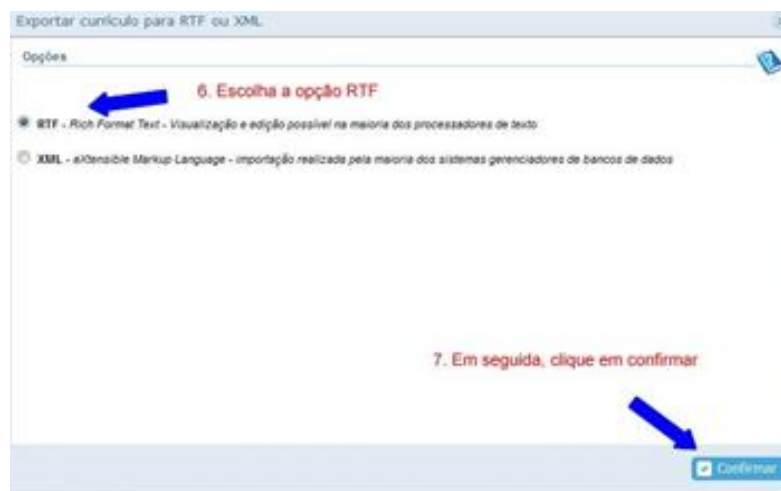 Exportar currículo para RTF ou XML
Opções
6. Escolha a opção RTF
RTF - Rich Format Text - Visualização e edição possível na maioria dos processadores de texto
XML - eXtensible Markup Language - importação realizada pela maioria dos sistemas gerenciadores de bancos de dados
7. Em seguida, clique em confirmar
Confirmar